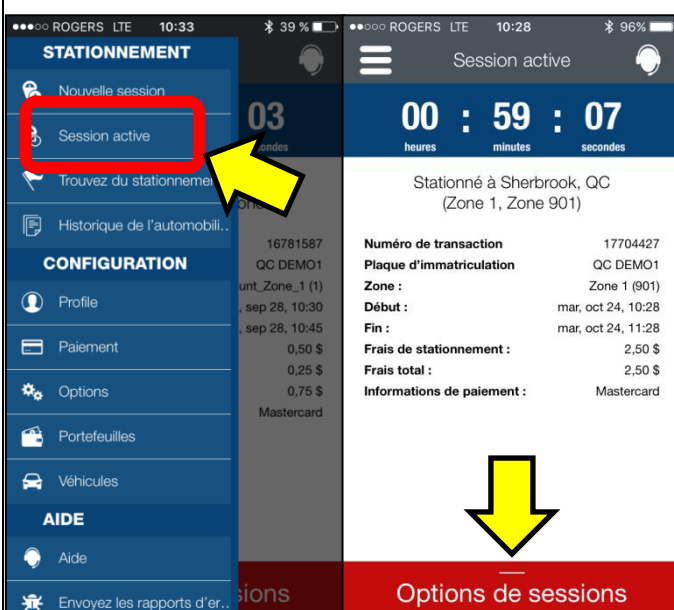 ROGERS LTE 10:33 39 %
STATIONNEMENT
Nouvelle session
Session active
Trouvez du stationnemen
Historique de l'automobili..
CONFIGURATION
Profile
Paiement
Options
Portefeuilles
Véhicules
AIDE
Aide
Envoyez les rapports d'er..
03
ondes
16781587
QC DEMO1
unt_Zone_1 (1)
, sep 28, 10:30
, sep 28, 10:45
0,50 $
0,25 $
0,75 $
Mastercard
sions
ROGERS LTE 10:28 96%
Session active
00 : 59 : 07
heures minutes secondes
Stationné à Sherbrook, QC
(Zone 1, Zone 901)
Numéro de transaction 17704427
Plaque d'immatriculation QC DEMO1
Zone : Zone 1 (901)
Début : mar, oct 24, 10:28
Fin : mar, oct 24, 11:28
Frais de stationnement : 2,50 $
Frais total : 2,50 $
Informations de paiement : Mastercard
Options de sessions